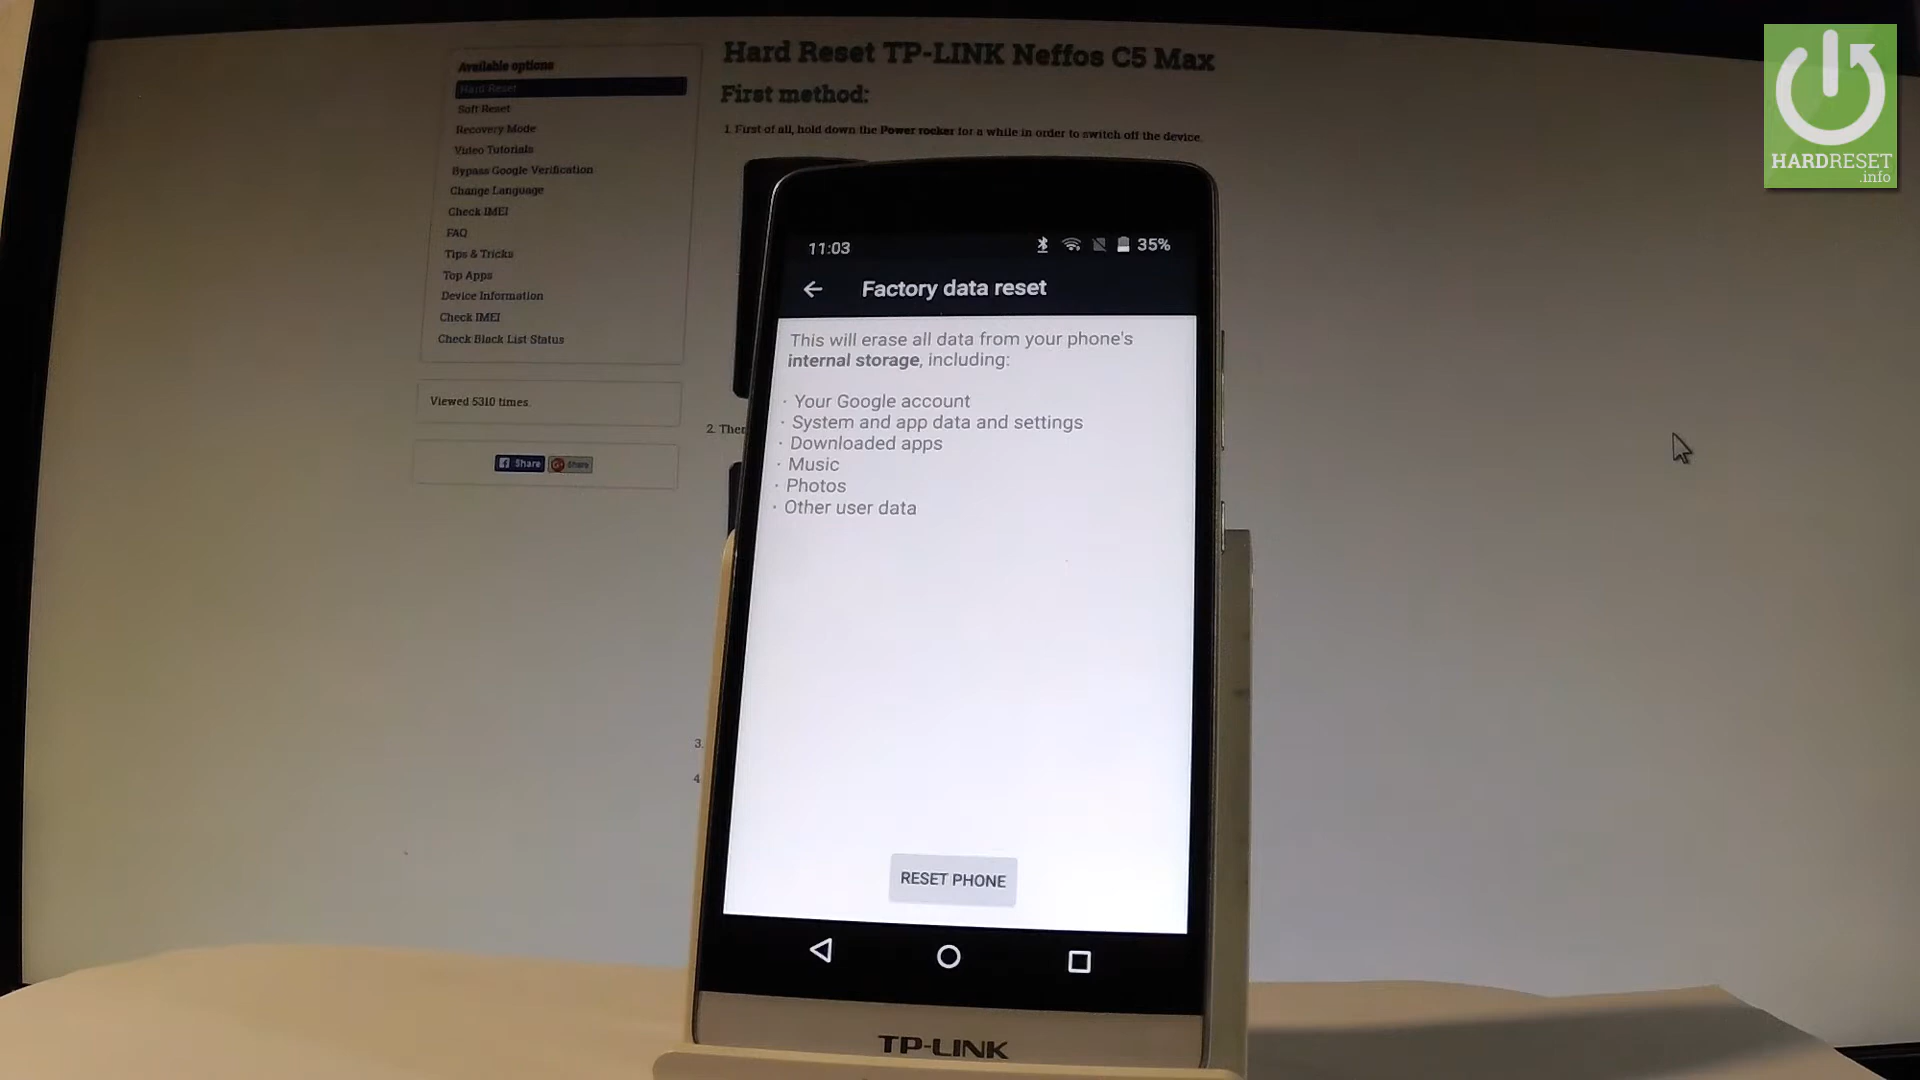 Hard Reset TP-LINK Neffos C5 Max
First method:
1. First of all, hold down the Power rocker for a while in order to switch off the device.
Available options
Hard Reset
Soft Reset
Recovery Mode
Video Tutorials
Bypass Google Verification
Change Language
Check IMEI
FAQ
Tips & Tricks
Top Apps
Device Information
Check IMEI
Check Black List Status
Viewed 5310 times.
Share
Share
2. Then
3.
4
11:03 35%
Factory data reset
This will erase all data from your phone's
internal storage, including:
· Your Google account
· System and app data and settings
· Downloaded apps
· Music
· Photos
· Other user data
RESET PHONE
TP-LINK
HARDRESET
.info